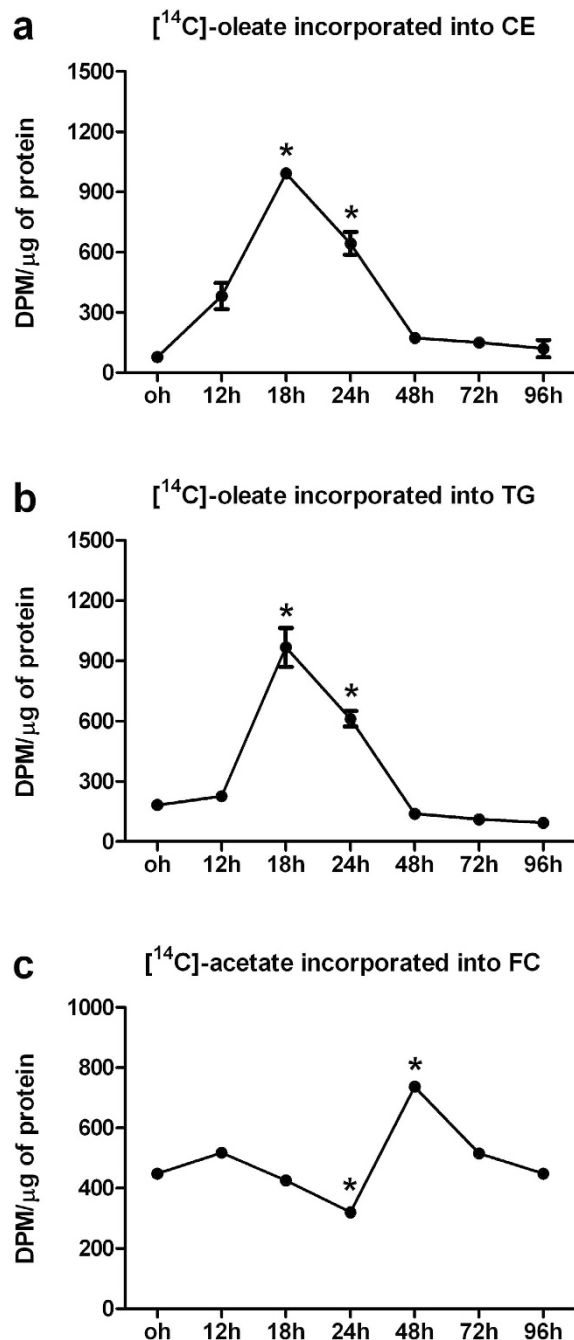 a [¹⁴C]-oleate incorporated into CE
DPM/μg of protein
1500
1200
900
600
300
0
*
*
oh 12h 18h 24h 48h 72h 96h
b [¹⁴C]-oleate incorporated into TG
DPM/μg of protein
1500
1200
900
600
300
0
*
*
oh 12h 18h 24h 48h 72h 96h
c [¹⁴C]-acetate incorporated into FC
DPM/μg of protein
1000
800
600
400
200
0
*
*
oh 12h 18h 24h 48h 72h 96h